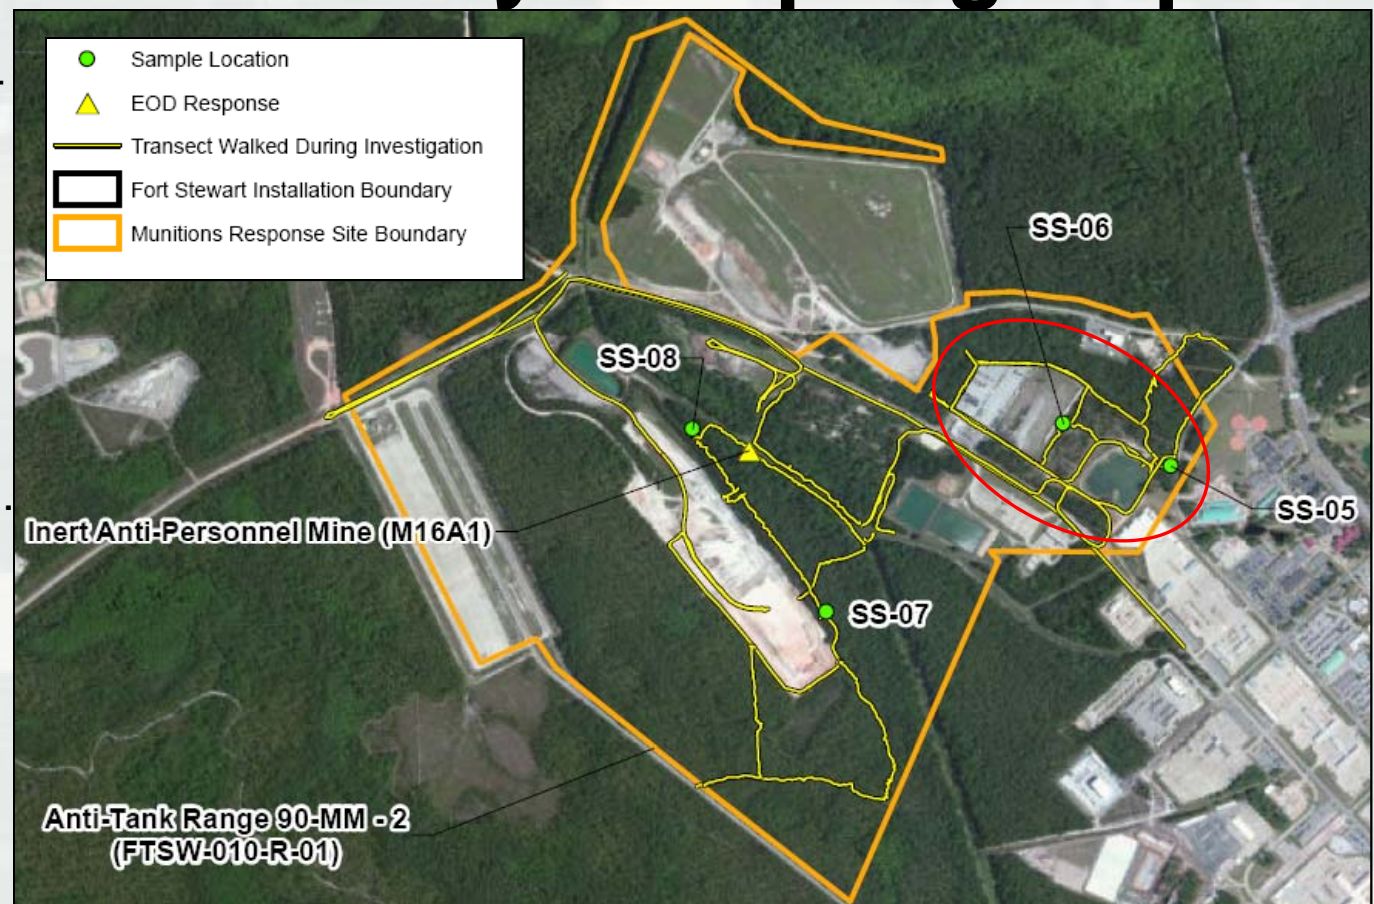 Sample Location
EOD Response
Transect Walked During Investigation
Fort Stewart Installation Boundary
Munitions Response Site Boundary
SS-06
SS-08
SS-05
Inert Anti-Personnel Mine (M16A1)
SS-07
Anti-Tank Range 90-MM - 2
(FTSW-010-R-01)